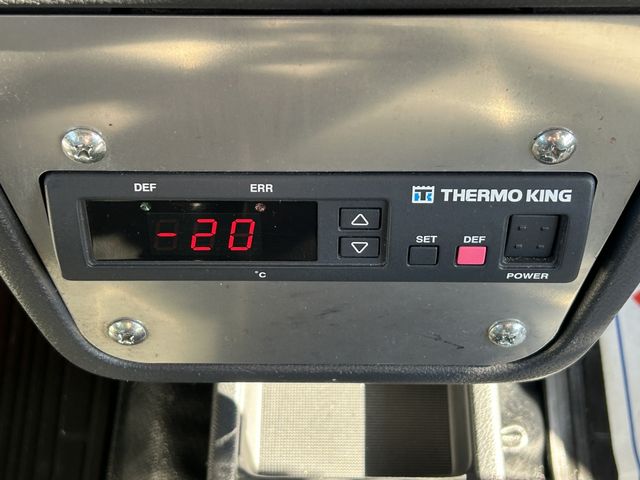 DEF ERR
THERMO KING
-20
SET DEF
°C
POWER